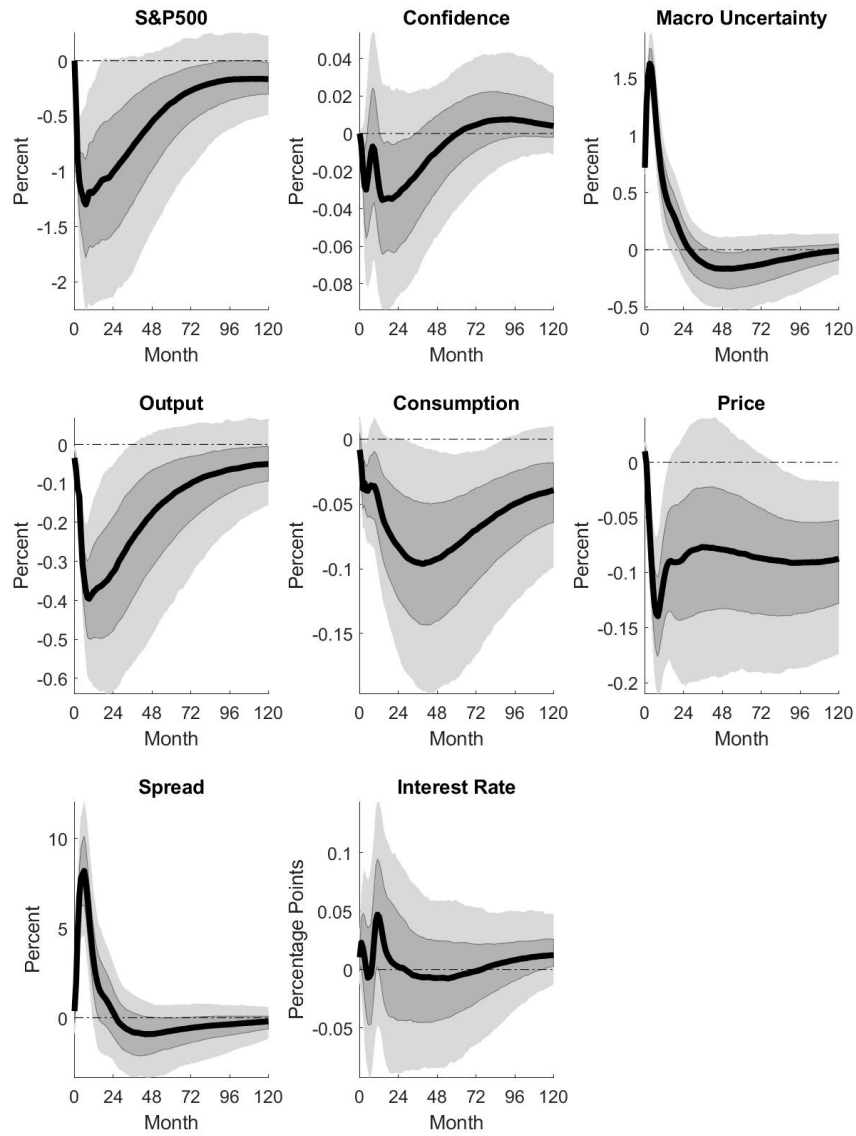 S&P500
Confidence
Macro Uncertainty
Percent
0
-0.5
-1
-1.5
-2
0 24 48 72 96 120
Month
Percent
0.04
0.02
0
-0.02
-0.04
-0.06
-0.08
0 24 48 72 96 120
Month
Percent
1.5
1
0.5
0
-0.5
0 24 48 72 96 120
Month
Output
Consumption
Price
Percent
0
-0.1
-0.2
-0.3
-0.4
-0.5
-0.6
0 24 48 72 96 120
Month
Percent
0
-0.05
-0.1
-0.15
0 24 48 72 96 120
Month
Percent
0
-0.05
-0.1
-0.15
-0.2
0 24 48 72 96 120
Month
Spread
Interest Rate
Percent
10
5
0
0 24 48 72 96 120
Month
Percentage Points
0.1
0.05
0
-0.05
0 24 48 72 96 120
Month